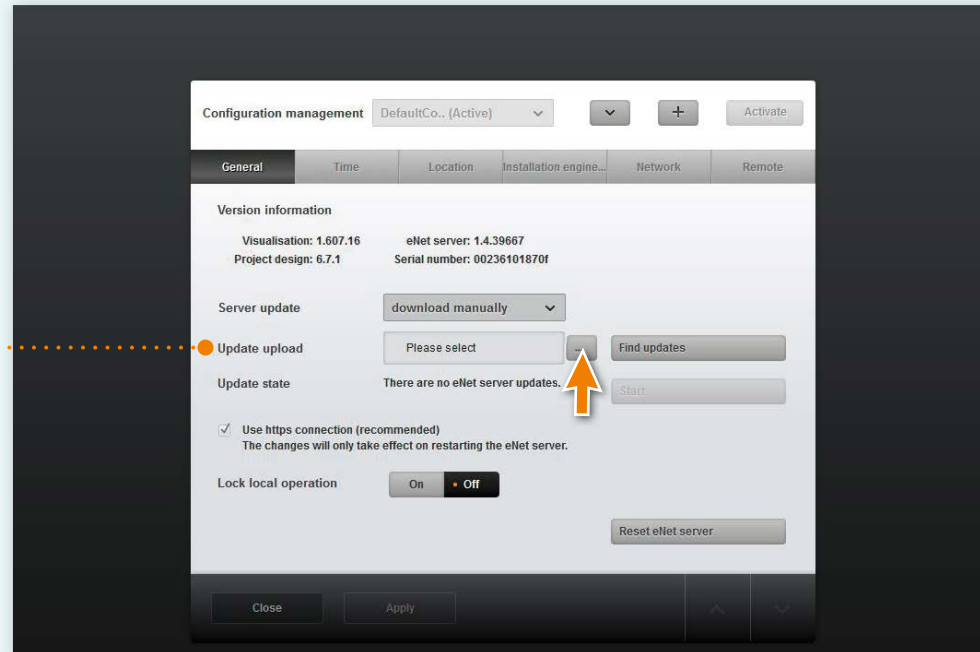 Configuration management DefaultCo.. (Active) + Activate
General Time Location Installation engine... Network Remote
Version information
Visualisation: 1.607.16 eNet server: 1.4.39667
Project design: 6.7.1 Serial number: 00236101870f
Server update download manually
Update upload Please select ... Find updates
Update state There are no eNet server updates. Start
Use https connection (recommended)
The changes will only take effect on restarting the eNet server.
Lock local operation On Off
Reset eNet server
Close Apply